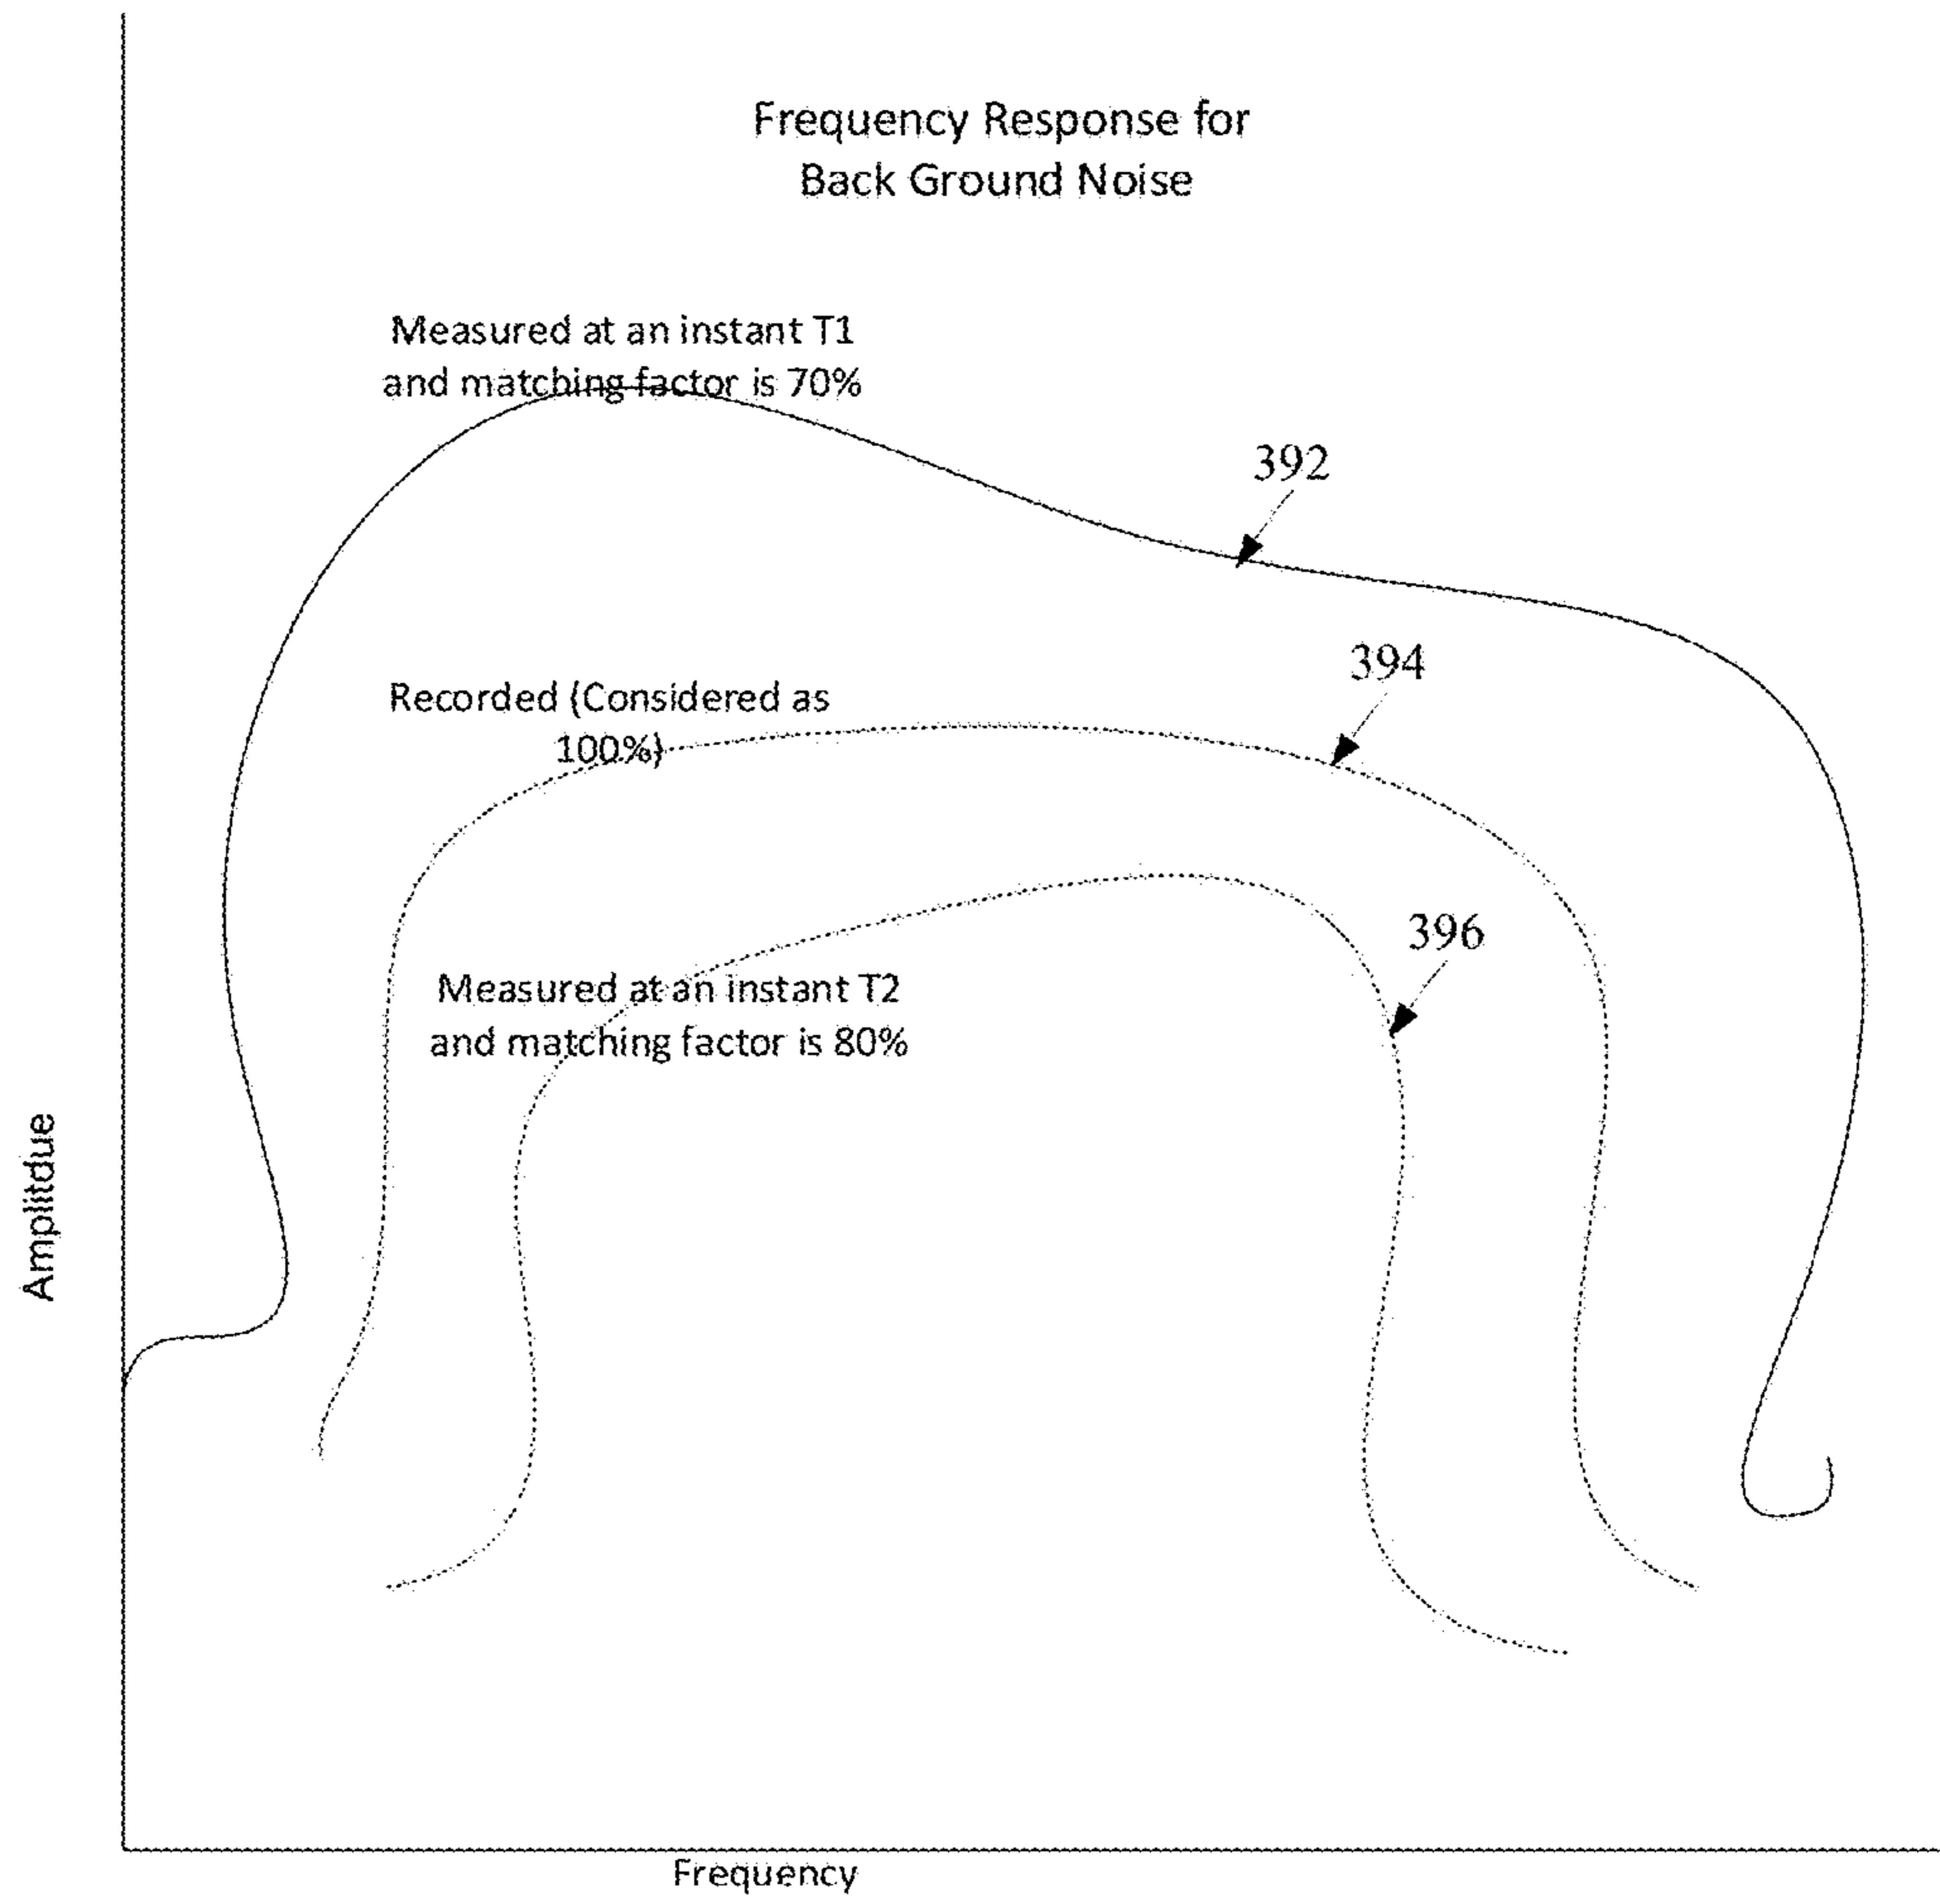 Frequency Response for
Back Ground Noise
Measured at an instant T1
and matching factor is 70%
392
394
Recorded (Considered as
100%)
396
Measured at an instant T2
and matching factor is 80%
Amplitdue
Frequency